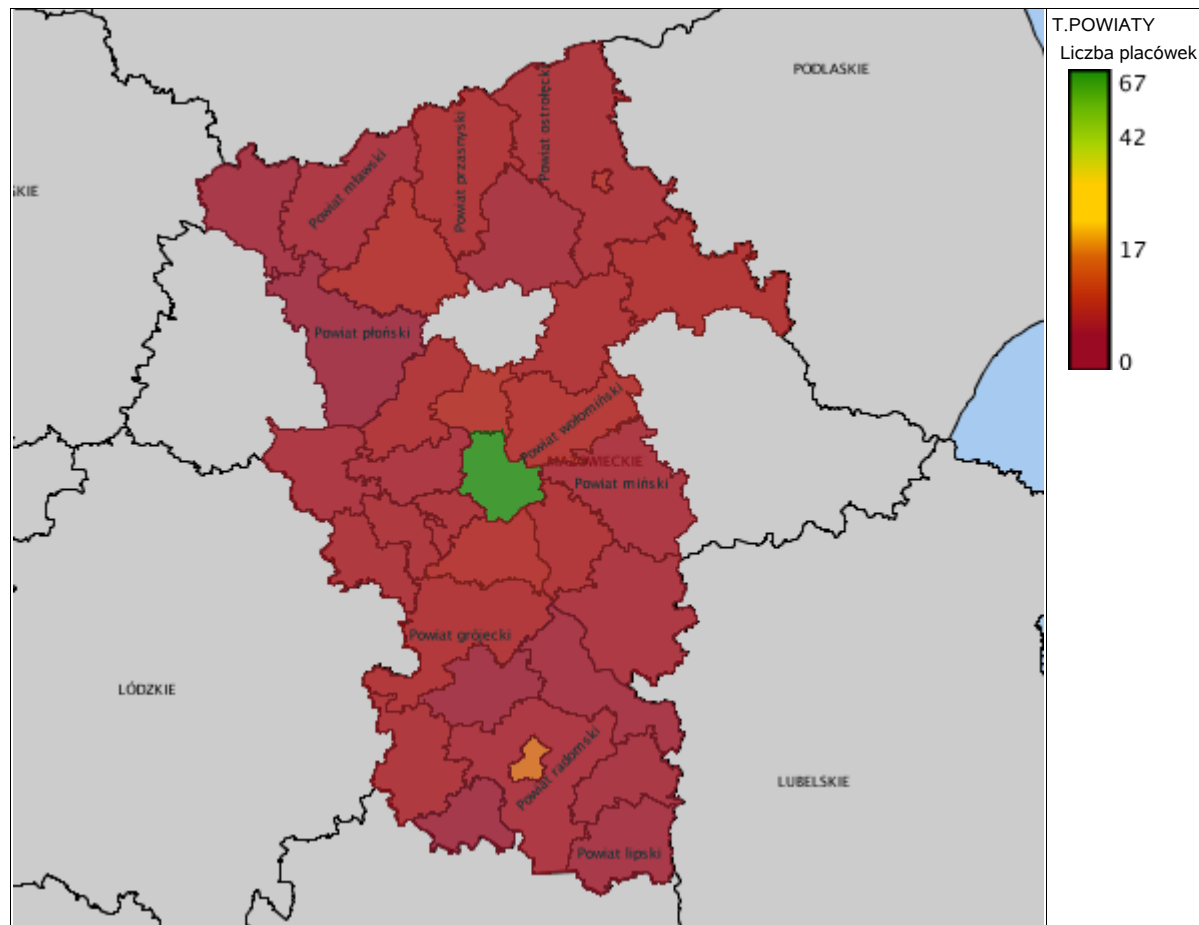 T.POWIATY
Liczba placówek
67
42
17
0
PODLASKIE
SKIE
Powiat ostrołęcki
Powiat przasnyski
Powiat mławski
Powiat płoński
Powiat wołomiński
MAZOWIECKIE
Powiat miński
Powiat grójecki
ŁÓDZKIE
Powiat radomski
LUBELSKIE
Powiat lipski